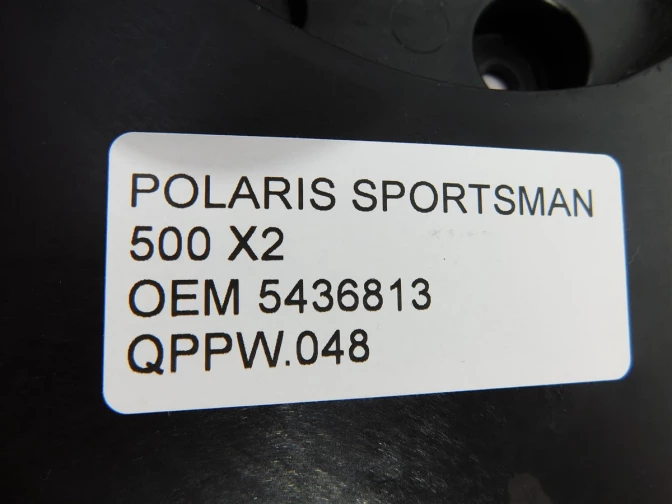 POLARIS SPORTSMAN
500 X2
OEM 5436813
QPPW.048